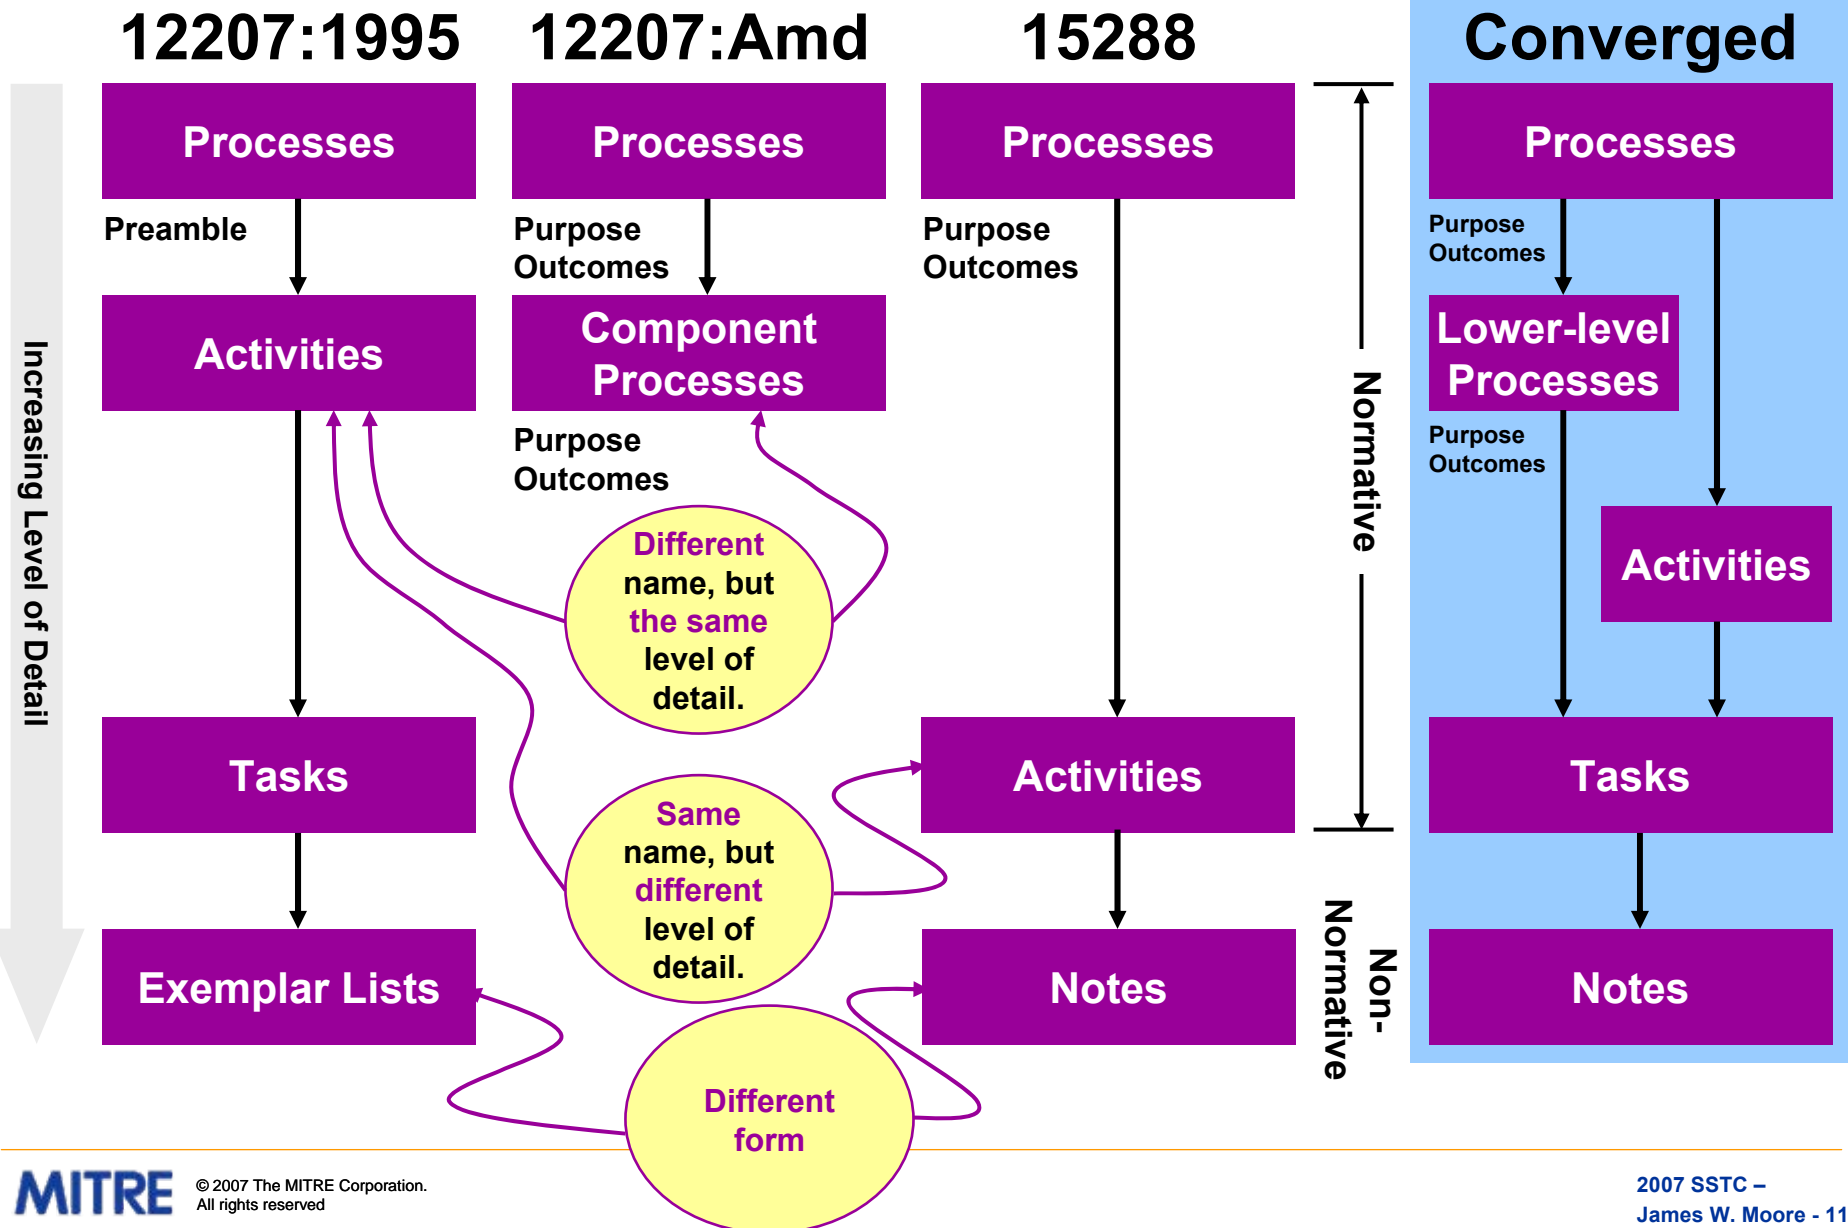 12207:1995
12207:Amd
15288
Converged
Increasing Level of Detail
Processes
Preamble
Activities
Tasks
Exemplar Lists
Processes
Purpose
Outcomes
Component
Processes
Purpose
Outcomes
Different
name, but
the same
level of
detail.
Same
name, but
different
level of
detail.
Different
form
Processes
Purpose
Outcomes
Activities
Notes
Normative
Non-
Normative
Processes
Purpose
Outcomes
Lower-level
Processes
Purpose
Outcomes
Activities
Tasks
Notes
MITRE
© 2007 The MITRE Corporation.
All rights reserved
2007 SSTC –
James W. Moore - 11